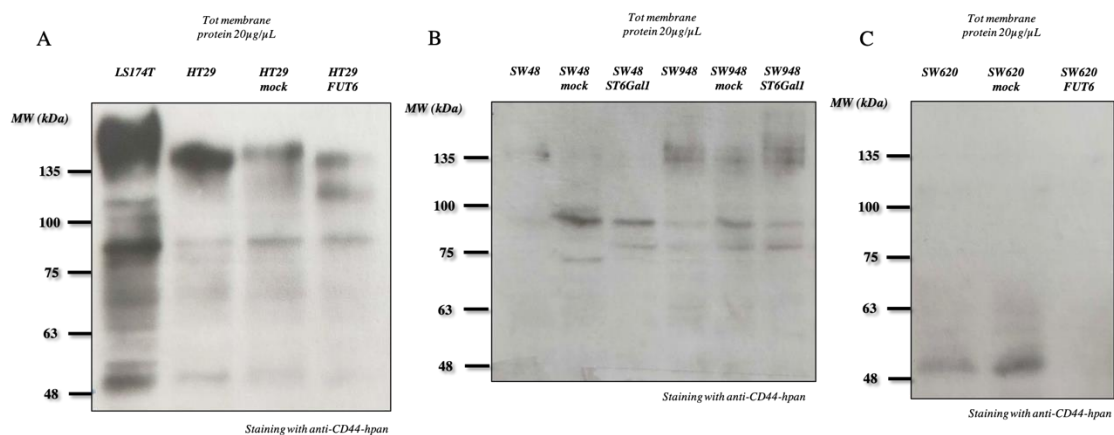 A
Tot membrane
protein 20µg/µL
LS174T
HT29
HT29
mock
HT29
FUT6
MW (kDa)
135
100
75
63
48
Staining with anti-CD44-hpan
B
Tot membrane
protein 20µg/µL
SW48
SW48
mock
SW48
ST6GalI
SW948
SW948
mock
SW948
ST6GalI
MW (kDa)
135
100
75
63
48
Staining with anti-CD44-hpan
C
Tot membrane
protein 20µg/µL
SW620
SW620
mock
SW620
FUT6
MW (kDa)
135
100
75
63
48
Staining with anti-CD44-hpan